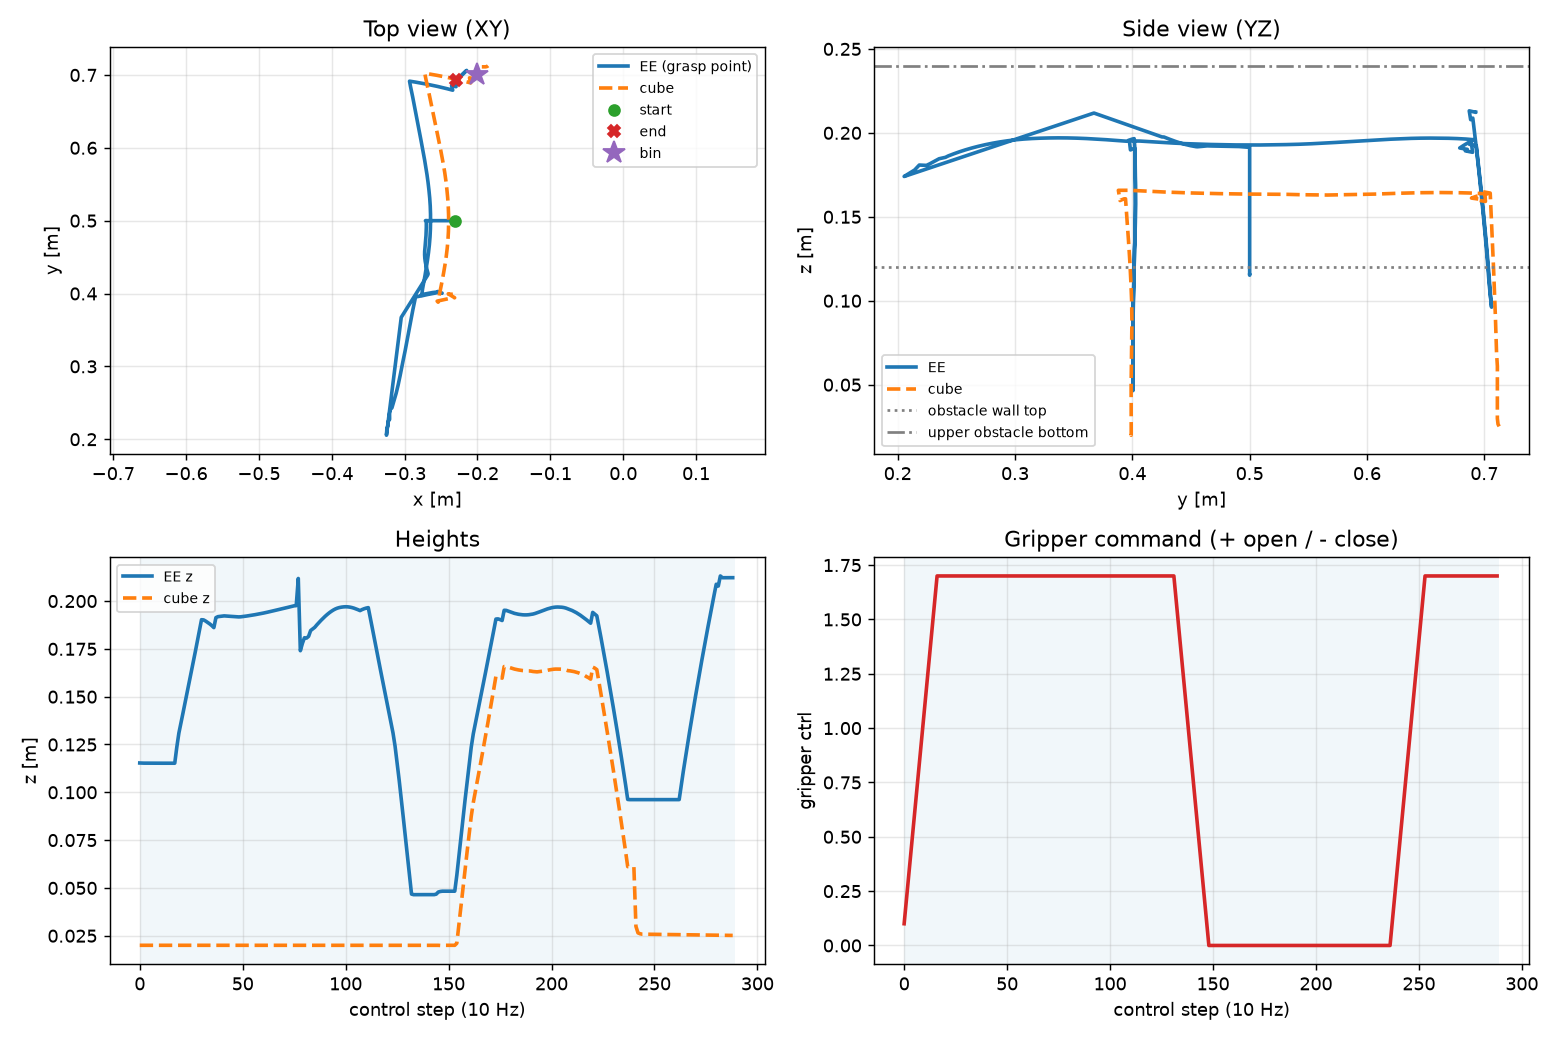 Top view (XY)
y [m]
0.7
0.6
0.5
0.4
0.3
0.2
−0.7 −0.6 −0.5 −0.4 −0.3 −0.2 −0.1 0.0 0.1
x [m]
EE (grasp point)
cube
start
end
bin
Side view (YZ)
z [m]
0.25
0.20
0.15
0.10
0.05
0.2 0.3 0.4 0.5 0.6 0.7
y [m]
EE
cube
obstacle wall top
upper obstacle bottom
Heights
z [m]
0.200
0.175
0.150
0.125
0.100
0.075
0.050
0.025
0 50 100 150 200 250 300
control step (10 Hz)
EE z
cube z
Gripper command (+ open / - close)
gripper ctrl
1.75
1.50
1.25
1.00
0.75
0.50
0.25
0.00
0 50 100 150 200 250 300
control step (10 Hz)